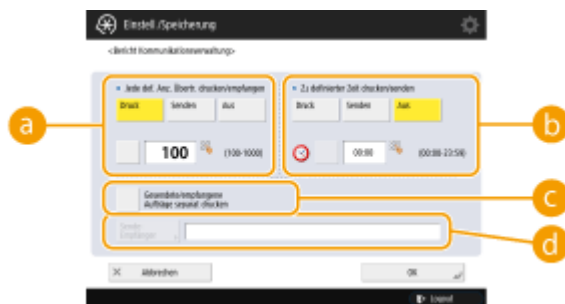 Einstell./Speicherung
<Bericht Kommunikationsverwaltung>
Jede def. Anz. Übertr. drucken/empfangen
Druck Senden Aus
100 (100-1000)
Zu definierter Zeit drucken/senden
Druck Senden Aus
00:00 (00:00-23:59)
Gesendete/empfangene
Aufträge separat drucken
Sender
Empfänger
Abbrechen OK
Logout
a
b
c
d